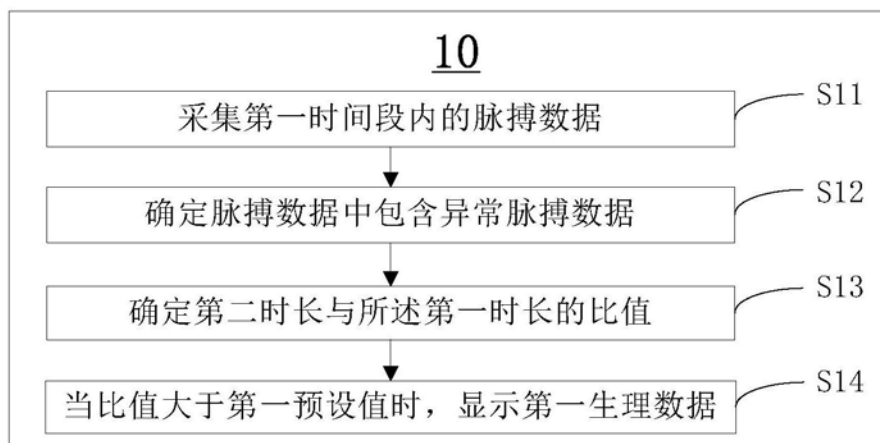 10
采集第一时间段内的脉搏数据
S11
确定脉搏数据中包含异常脉搏数据
S12
确定第二时长与所述第一时长的比值
S13
当比值大于第一预设值时，显示第一生理数据
S14